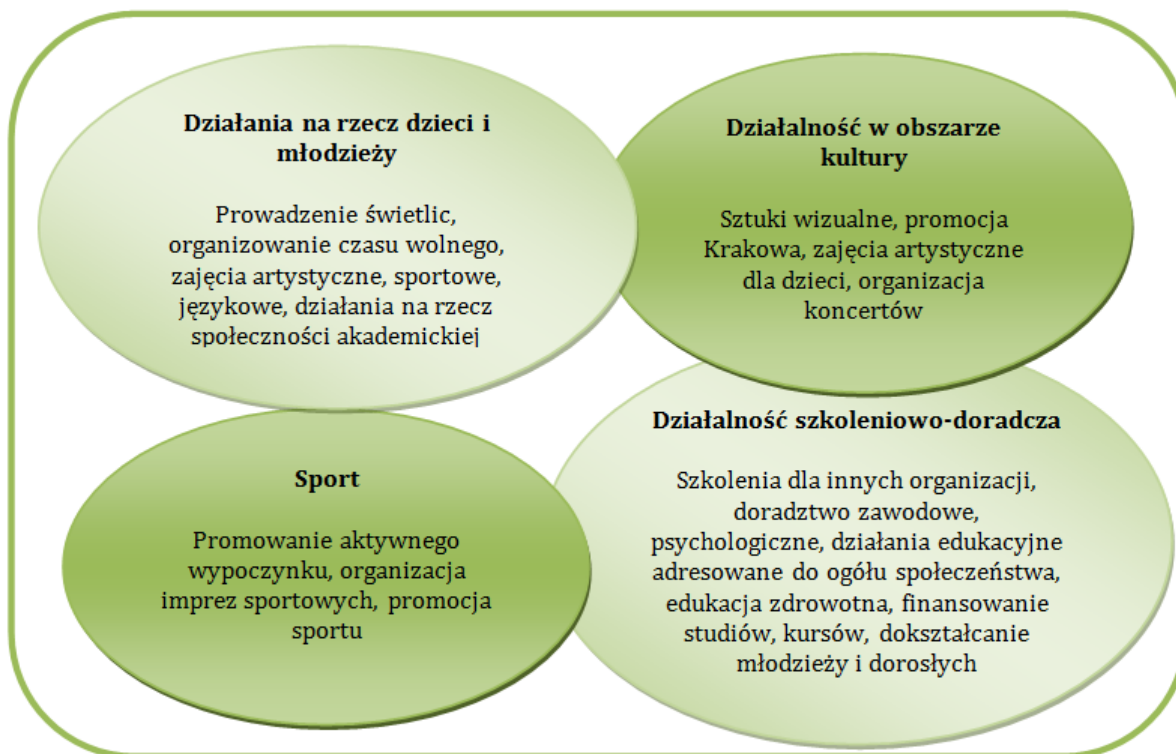 Działania na rzecz dzieci i
młodzieży
Prowadzenie świetlic,
organizowanie czasu wolnego,
zajęcia artystyczne, sportowe,
językowe, działania na rzecz
społeczności akademickiej
Działalność w obszarze
kultury
Sztuki wizualne, promocja
Krakowa, zajęcia artystyczne
dla dzieci, organizacja
koncertów
Sport
Promowanie aktywnego
wypoczynku, organizacja
imprez sportowych, promocja
sportu
Działalność szkoleniowo-doradcza
Szkolenia dla innych organizacji,
doradztwo zawodowe,
psychologiczne, działania edukacyjne
adresowane do ogółu społeczeństwa,
edukacja zdrowotna, finansowanie
studiów, kursów, dokształcanie
młodzieży i dorosłych